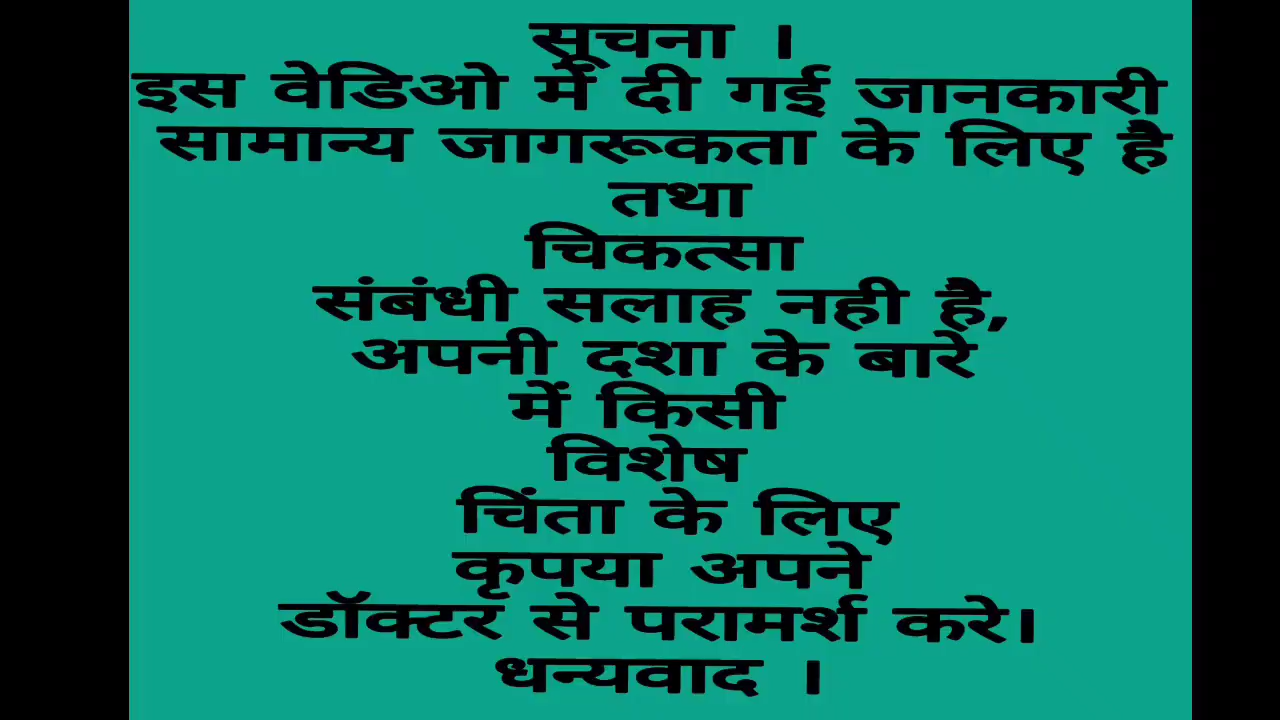 सूचना ।
इस वेडिओ में दी गई जानकारी
सामान्य जागरूकता के लिए है
तथा
चिकत्सा
संबंधी सलाह नही है,
अपनी दशा के बारे
में किसी
विशेष
चिंता के लिए
कृपया अपने
डॉक्टर से परामर्श करे।
धन्यवाद ।